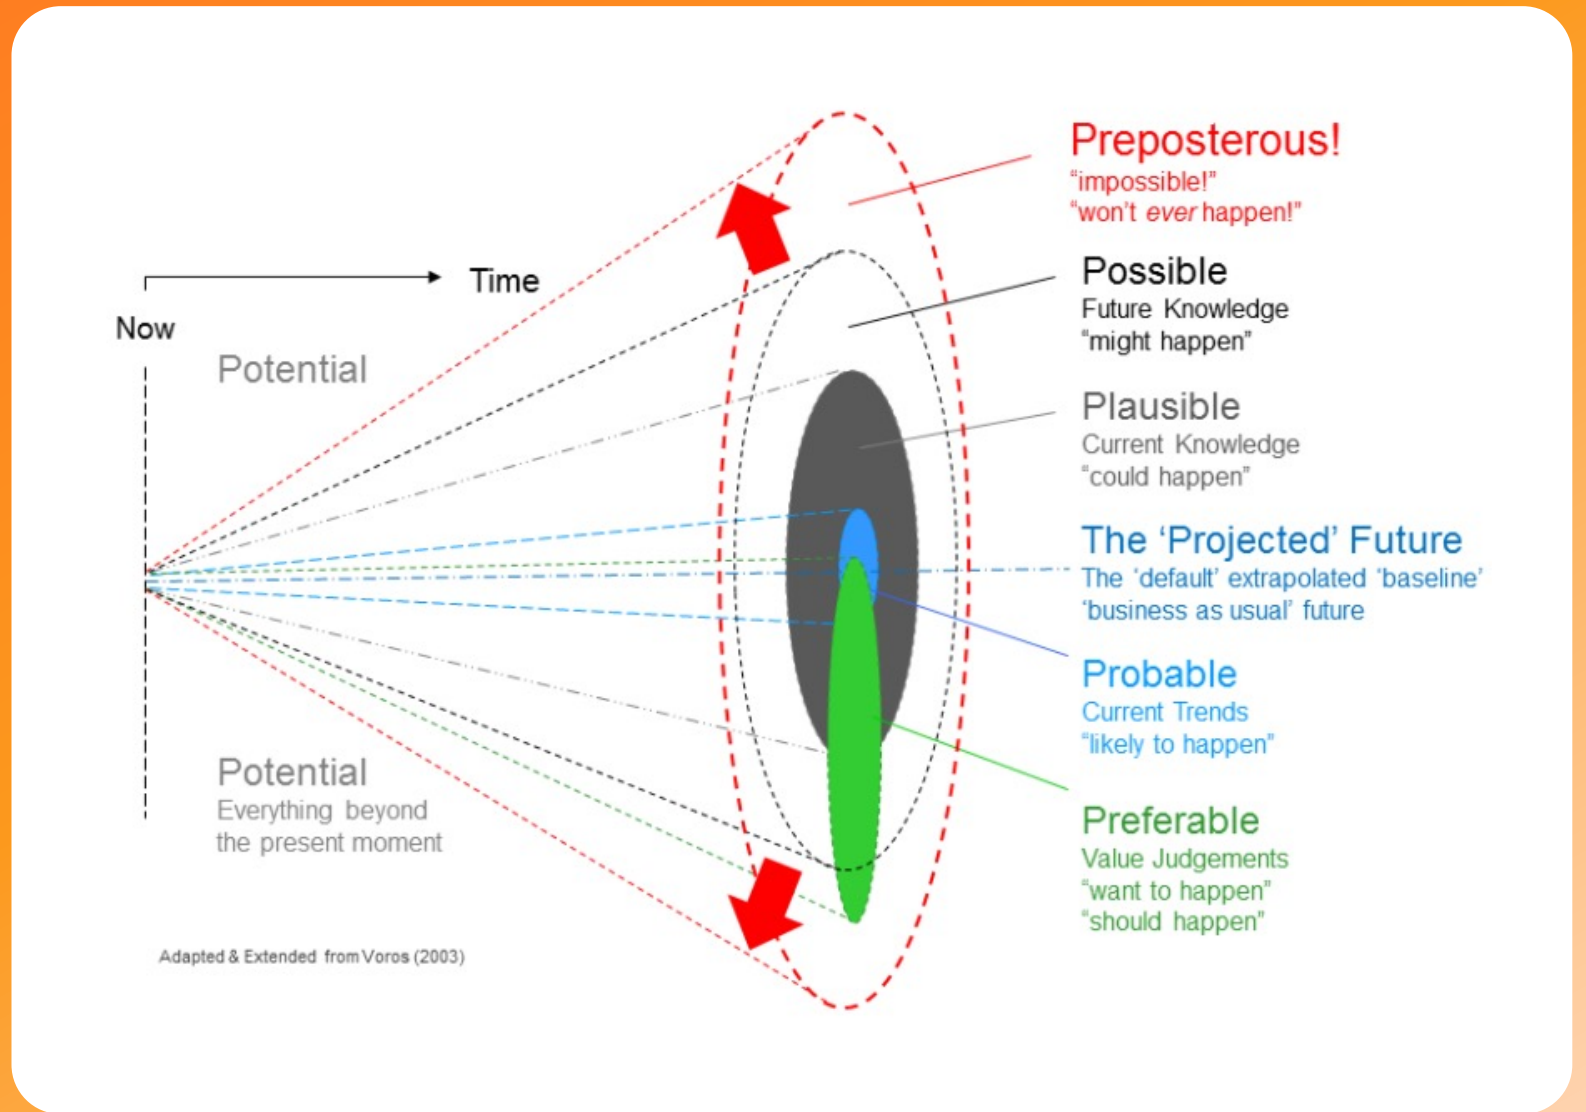 Time
Now
Potential
Potential
Everything beyond
the present moment
Adapted & Extended from Voros (2003)
Preposterous!
“impossible!”
“won’t ever happen!”
Possible
Future Knowledge
“might happen”
Plausible
Current Knowledge
“could happen”
The ‘Projected’ Future
The ‘default’ extrapolated ‘baseline’
‘business as usual’ future
Probable
Current Trends
“likely to happen”
Preferable
Value Judgements
“want to happen”
“should happen”